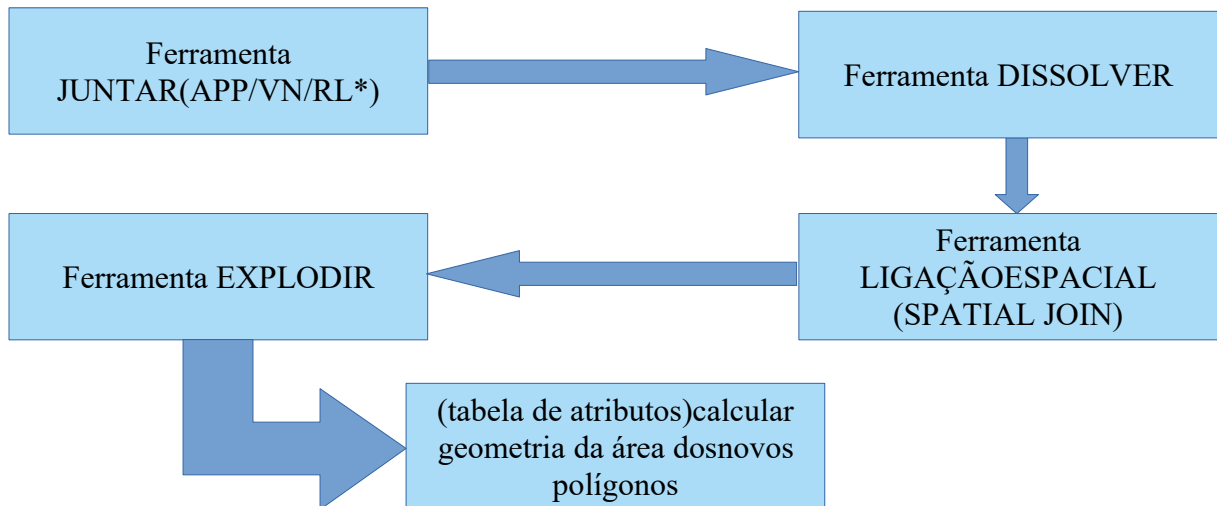 Ferramenta
JUNTAR(APP/VN/RL*)
Ferramenta DISSOLVER
Ferramenta
LIGAÇÃOESPACIAL
(SPATIAL JOIN)
Ferramenta EXPLODIR
(tabela de atributos)calcular
geometria da área dosnovos
polígonos